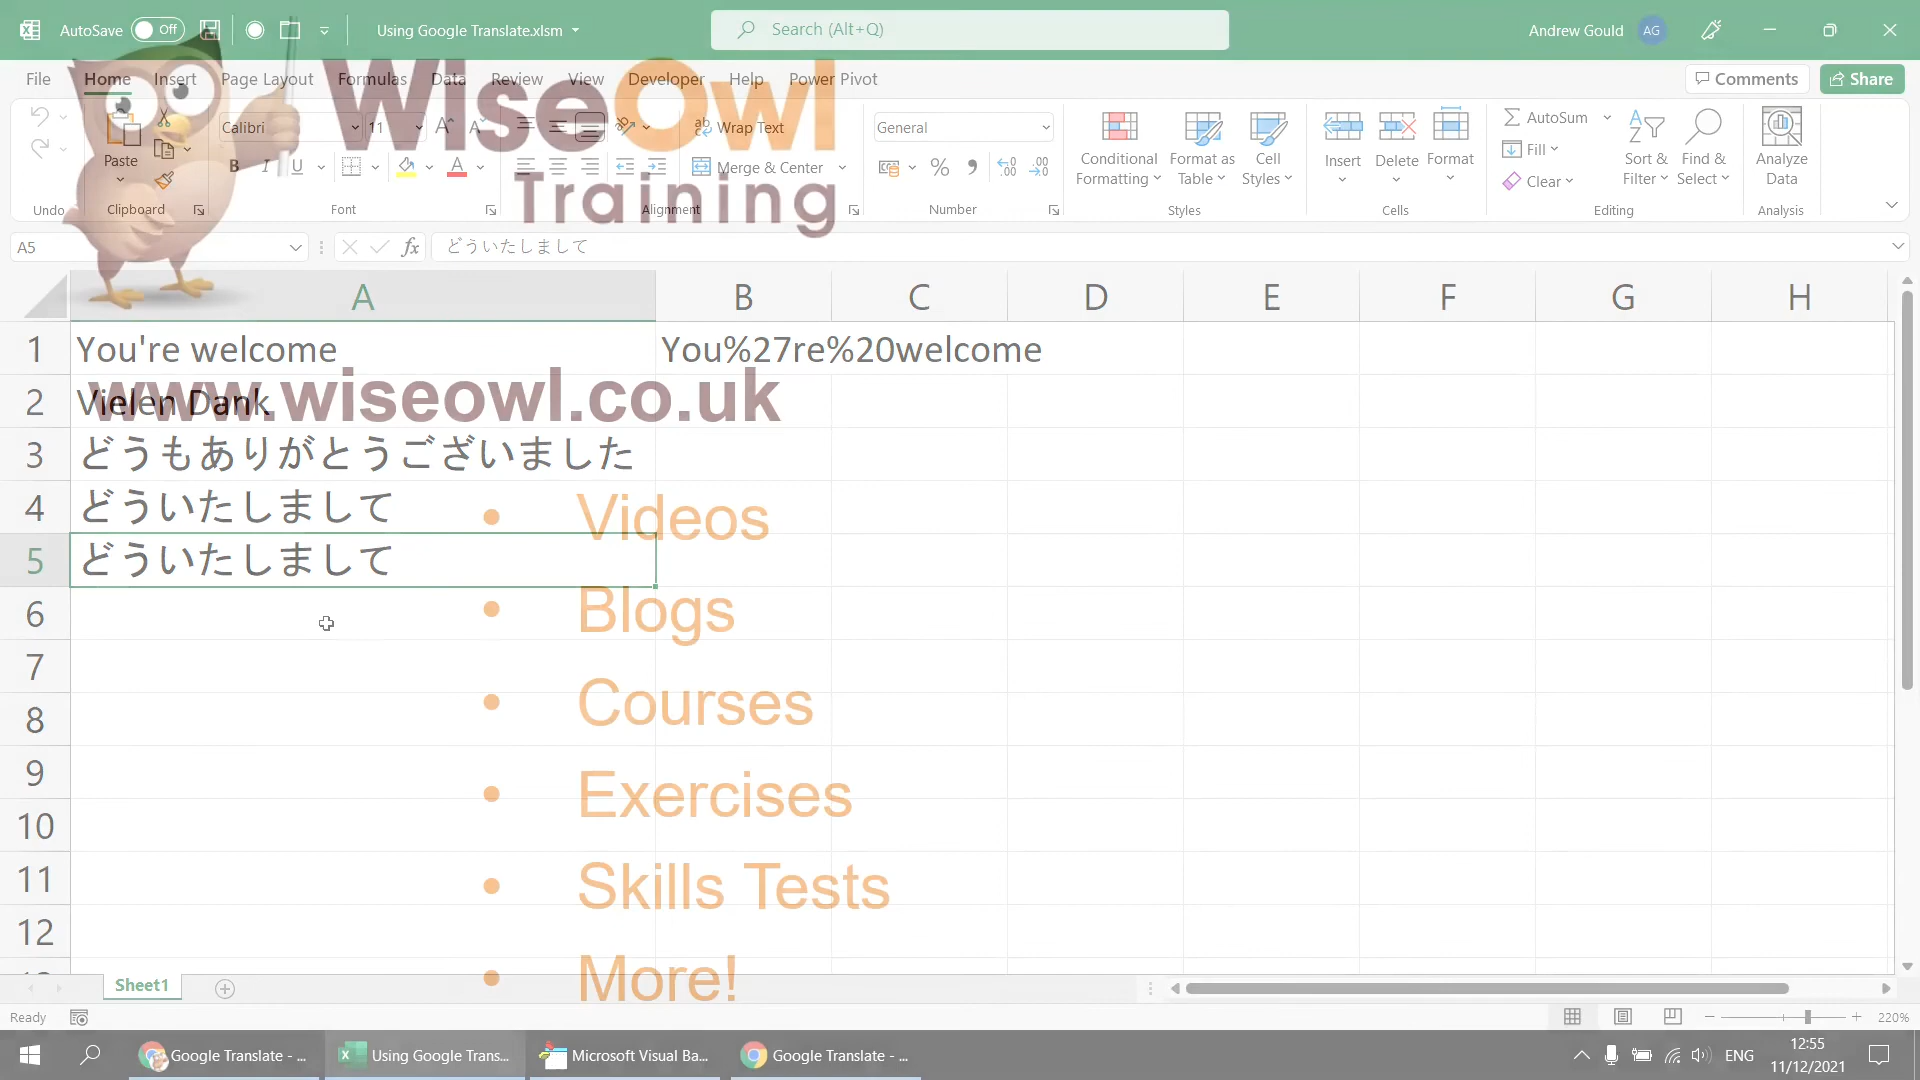 AutoSave Off Using Google Translate.xlsm Search (Alt+Q) Andrew Gould AG
File Home Insert Page Layout Formulas Data Review View Developer Help Power Pivot Comments Share
WiseOwl
Training
Paste
Undo
Clipboard
Calibri 11
B I U
Font
Wrap Text
Merge & Center
Alignment
General
Number
Conditional Formatting
Format as Table
Cell Styles
Styles
Insert
Delete
Format
Cells
AutoSum
Fill
Clear
Sort & Filter
Find & Select
Editing
Analyze Data
Analysis
A5 fx どういたしまして
A B C D E F G H
1 You're welcome You%27re%20welcome
2 Vielen Dank
www.wiseowl.co.uk
3 どうもありがとうございました
4 どういたしまして
• Videos
5 どういたしまして
6
• Blogs
7
• Courses
8
9
• Exercises
10
11
• Skills Tests
12
• More!
Sheet1
Ready 220%
Google Translate - ... Using Google Trans... Microsoft Visual Ba... Google Translate - ... ENG 12:55
11/12/2021